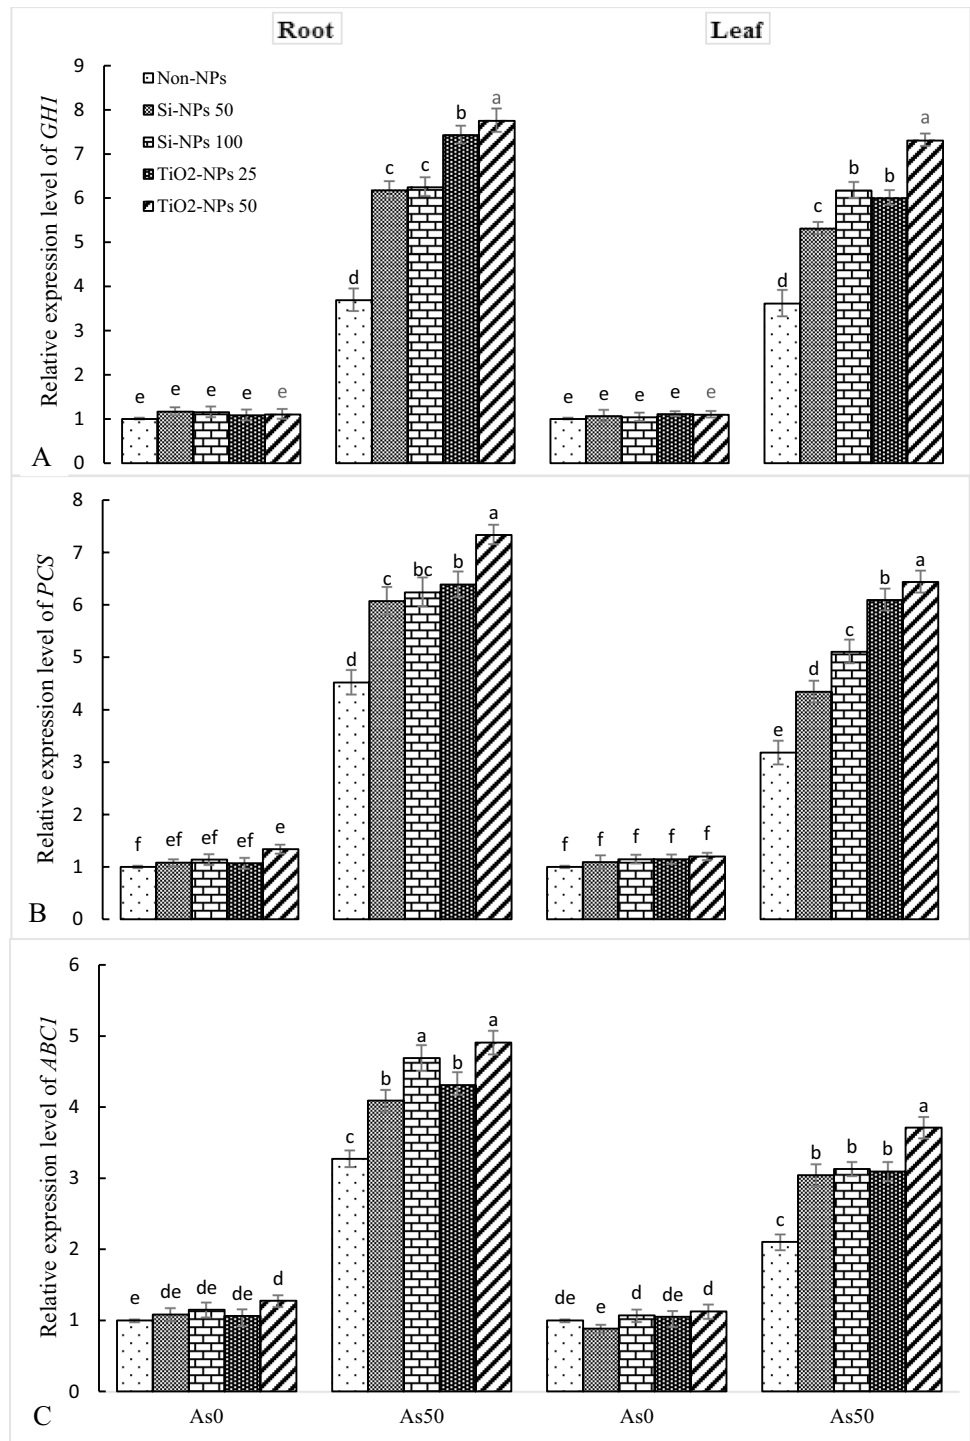 Root Leaf
Relative expression level of GH1
9
8
7
6
5
4
3
2
1
0
Non-NPs
Si-NPs 50
Si-NPs 100
TiO2-NPs 25
TiO2-NPs 50
e e e e e d c c b a e e e e e d c b b a
A
Relative expression level of PCS
8
7
6
5
4
3
2
1
0
f ef ef ef e d c bc b a f f f f f e d c b a
B
Relative expression level of ABC1
6
5
4
3
2
1
0
e de de de d c b a b a de e d de d c b b b a
C
As0 As50 As0 As50